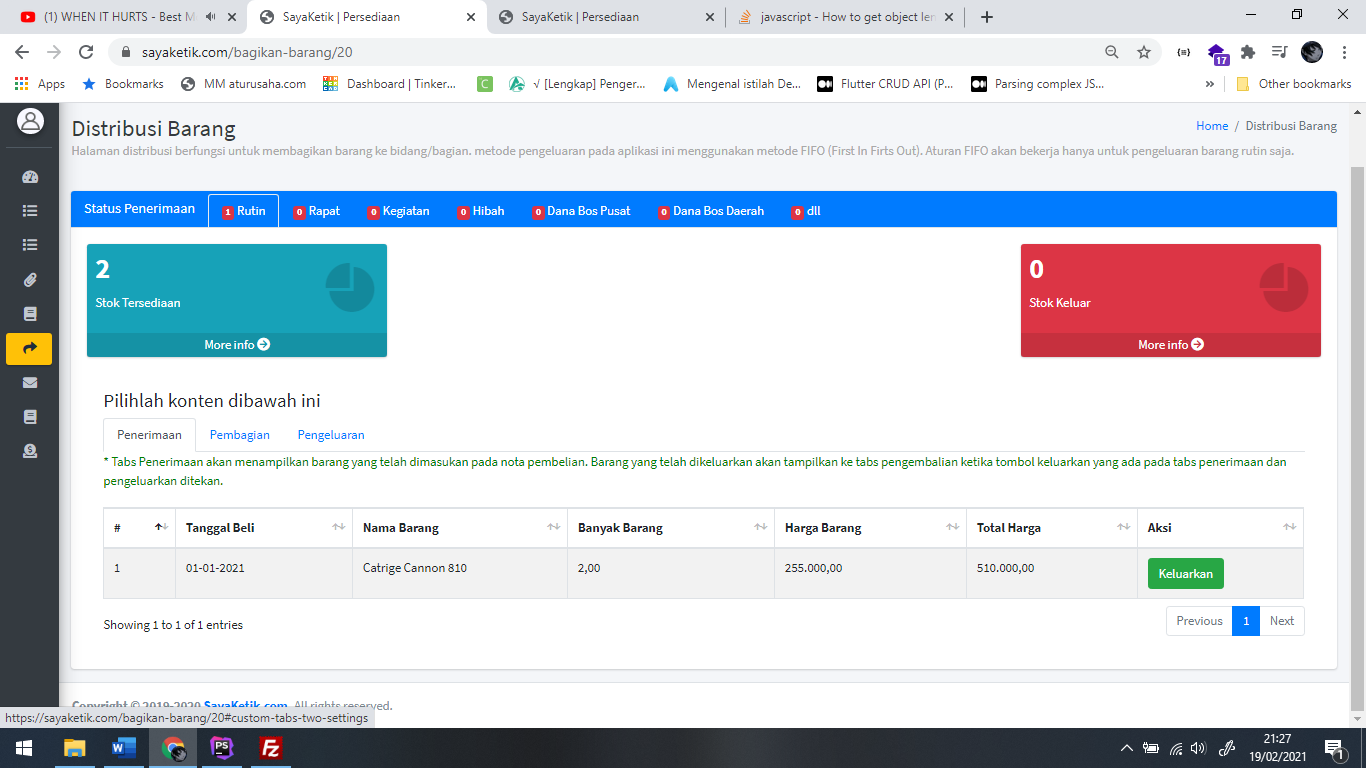 (1) WHEN IT HURTS - Best M
SayaKetik | Persediaan
SayaKetik | Persediaan
javascript - How to get object len
sayaketik.com/bagikan-barang/20
17
Apps
Bookmarks
MM aturusaha.com
Dashboard | Tinker...
C
√ [Lengkap] Penger...
Mengenal istilah De...
Flutter CRUD API (P...
Parsing complex JS...
»
Other bookmarks
Distribusi Barang
Home / Distribusi Barang
Halaman distribusi berfungsi untuk membagikan barang ke bidang/bagian. metode pengeluaran pada aplikasi ini menggunakan metode FIFO (First In Firts Out). Aturan FIFO akan bekerja hanya untuk pengeluaran barang rutin saja.
Status Penerimaan
1 Rutin
0 Rapat
0 Kegiatan
0 Hibah
0 Dana Bos Pusat
0 Dana Bos Daerah
0 dll
2
Stok Tersediaan
More info
0
Stok Keluar
More info
Pilihlah konten dibawah ini
Penerimaan
Pembagian
Pengeluaran
* Tabs Penerimaan akan menampilkan barang yang telah dimasukan pada nota pembelian. Barang yang telah dikeluarkan akan tampilkan ke tabs pengembalian ketika tombol keluarkan yang ada pada tabs penerimaan dan
pengeluarkan ditekan.
# Tanggal Beli Nama Barang Banyak Barang Harga Barang Total Harga Aksi
1 01-01-2021 Catrige Cannon 810 2,00 255.000,00 510.000,00 Keluarkan
Showing 1 to 1 of 1 entries
Previous 1 Next
Copyright © 2019-2020 SayaKetik.com. All rights reserved.
https://sayaketik.com/bagikan-barang/20#custom-tabs-two-settings
W
PS
FZ
21:27
19/02/2021
1